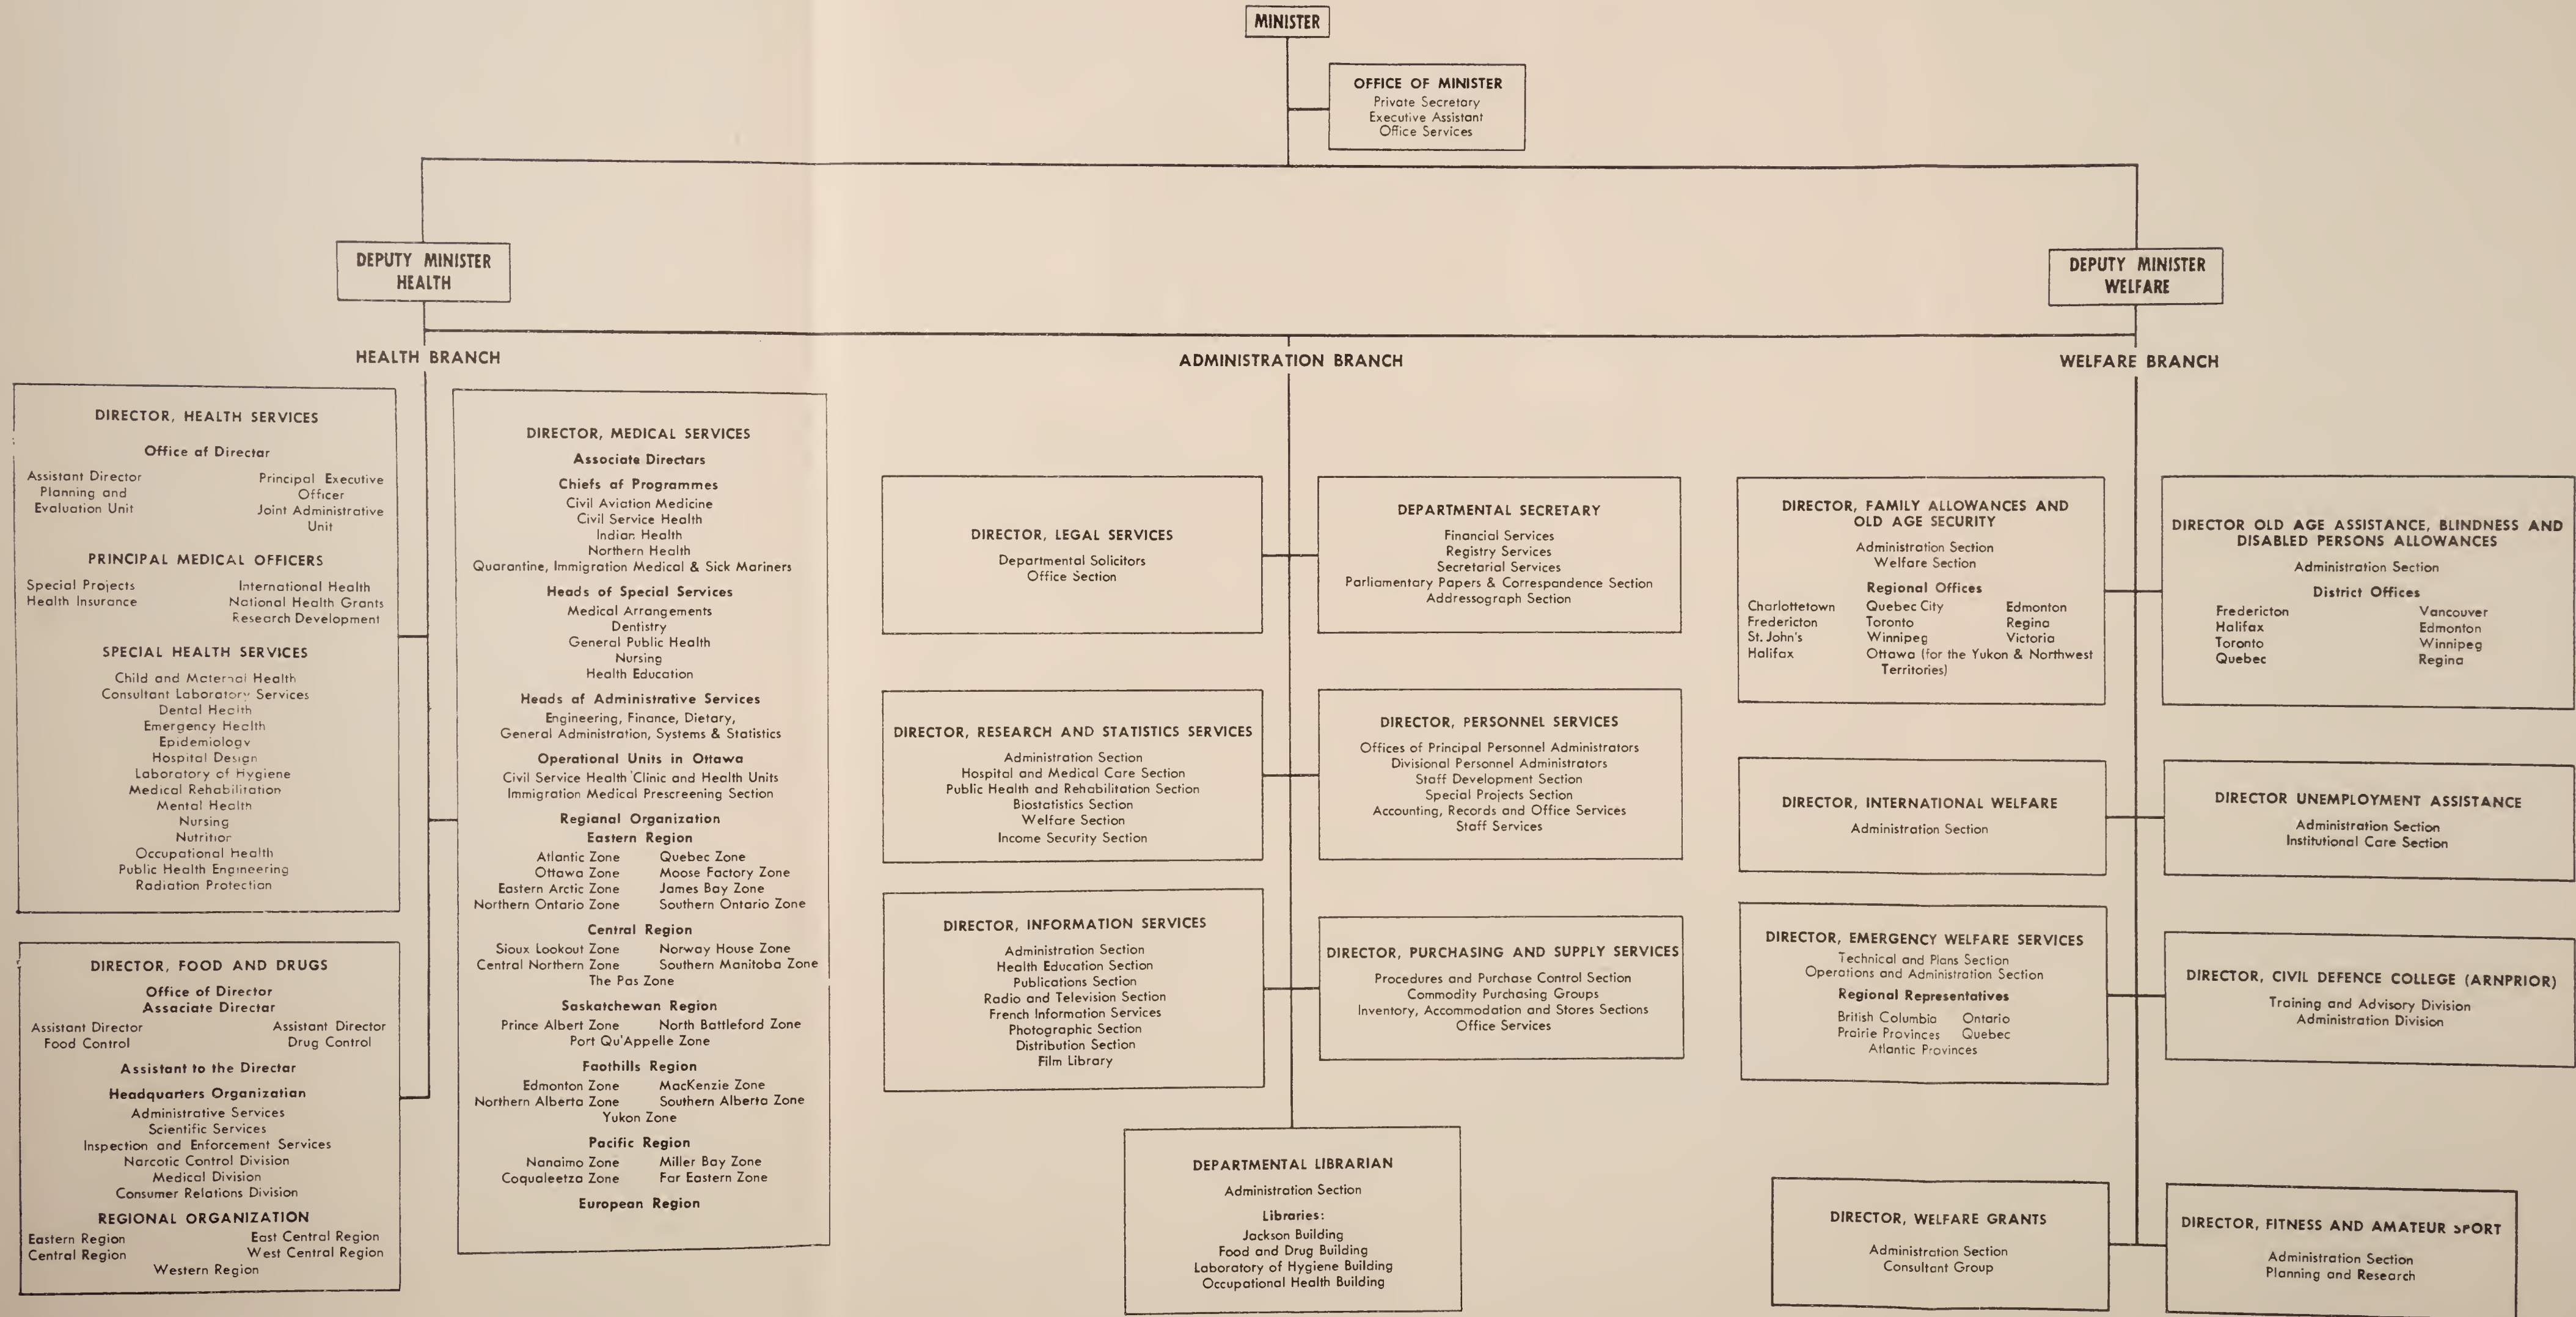 MINISTER
OFFICE OF MINISTER
Private Secretary
Executive Assistant
Office Services
DEPUTY MINISTER
HEALTH
DEPUTY MINISTER
WELFARE
HEALTH BRANCH
ADMINISTRATION BRANCH
WELFARE BRANCH
DIRECTOR, HEALTH SERVICES
Office af Directar
Assistant Director
Planning and
Evaluation Unit
Principal Executive
Officer
Joint Administrative
Unit
PRINCIPAL MEDICAL OFFICERS
Special Projects
Health Insurance
International Health
National Health Grants
Research Development
SPECIAL HEALTH SERVICES
Child and Maternal Health
Consultant Laboratory Services
Dental Health
Emergency Health
Epidemiology
Hospital Design
Laboratory of Hygiene
Medical Rehabilitation
Mental Health
Nursing
Nutrition
Occupational Health
Public Health Engineering
Radiation Protection
DIRECTOR, FOOD AND DRUGS
Office of Director
Assaciate Director
Assistant Director
Food Control
Assistant Director
Drug Control
Assistant to the Director
Headquarters Organization
Administrative Services
Scientific Services
Inspection and Enforcement Services
Narcotic Control Division
Medical Division
Consumer Relations Division
REGIONAL ORGANIZATION
Eastern Region
Central Region
East Central Region
West Central Region
Western Region
DIRECTOR, MEDICAL SERVICES
Associate Directars
Chiefs af Programmes
Civil Aviation Medicine
Civil Service Health
Indian Health
Northern Health
Quarantine, Immigration Medical & Sick Mariners
Heads of Special Services
Medical Arrangements
Dentistry
General Public Health
Nursing
Health Education
Heads af Administrative Services
Engineering, Finance, Dietary,
General Administration, Systems & Statistics
Operational Units in Ottawa
Civil Service Health Clinic and Health Units
Immigration Medical Prescreening Section
Regianal Organization
Eastern Region
Atlantic Zone Quebec Zone
Ottawa Zone Moose Factory Zone
Eastern Arctic Zone James Bay Zone
Northern Ontario Zone Southern Ontario Zone
Central Region
Sioux Lookout Zone Norway House Zone
Central Northern Zone Southern Manitoba Zone
The Pas Zone
Saskatchewan Region
Prince Albert Zone North Battleford Zone
Port Qu'Appelle Zone
Faothills Region
Edmonton Zone MacKenzie Zone
Northern Alberta Zone Southern Alberta Zone
Yukon Zone
Pacific Region
Nanaimo Zone Miller Bay Zone
Coqualeetza Zone Far Eastern Zone
European Region
DIRECTOR, LEGAL SERVICES
Departmental Solicitors
Office Section
DEPARTMENTAL SECRETARY
Financial Services
Registry Services
Secretarial Services
Parliamentary Papers & Correspondence Section
Addressograph Section
DIRECTOR, RESEARCH AND STATISTICS SERVICES
Administration Section
Hospital and Medical Care Section
Public Health and Rehabilitation Section
Biostatistics Section
Welfare Section
Income Security Section
DIRECTOR, PERSONNEL SERVICES
Offices of Principal Personnel Administrators
Divisional Personnel Administrators
Staff Development Section
Special Projects Section
Accounting, Records and Office Services
Staff Services
DIRECTOR, INFORMATION SERVICES
Administration Section
Health Education Section
Publications Section
Radio and Television Section
French Information Services
Photographic Section
Distribution Section
Film Library
DIRECTOR, PURCHASING AND SUPPLY SERVICES
Procedures and Purchase Control Section
Commodity Purchasing Groups
Inventory, Accommodation and Stores Sections
Office Services
DEPARTMENTAL LIBRARIAN
Administration Section
Libraries:
Jackson Building
Food and Drug Building
Laboratory of Hygiene Building
Occupational Health Building
DIRECTOR, FAMILY ALLOWANCES AND
OLD AGE SECURITY
Administration Section
Welfare Section
Regional Offices
Charlottetown Quebec City Edmonton
Fredericton Toronto Regina
St. John's Winnipeg Victoria
Halifax Ottawa (for the Yukon & Northwest
Territories)
DIRECTOR OLD AGE ASSISTANCE, BLINDNESS AND
DISABLED PERSONS ALLOWANCES
Administration Section
District Offices
Fredericton Vancouver
Halifax Edmonton
Toronto Winnipeg
Quebec Regina
DIRECTOR, INTERNATIONAL WELFARE
Administration Section
DIRECTOR UNEMPLOYMENT ASSISTANCE
Administration Section
Institutional Care Section
DIRECTOR, EMERGENCY WELFARE SERVICES
Technical and Plans Section
Operations and Administration Section
Regional Representatives
British Columbia Ontario
Prairie Provinces Quebec
Atlantic Provinces
DIRECTOR, CIVIL DEFENCE COLLEGE (ARNPRIOR)
Training and Advisory Division
Administration Division
DIRECTOR, WELFARE GRANTS
Administration Section
Consultant Group
DIRECTOR, FITNESS AND AMATEUR SPORT
Administration Section
Planning and Research